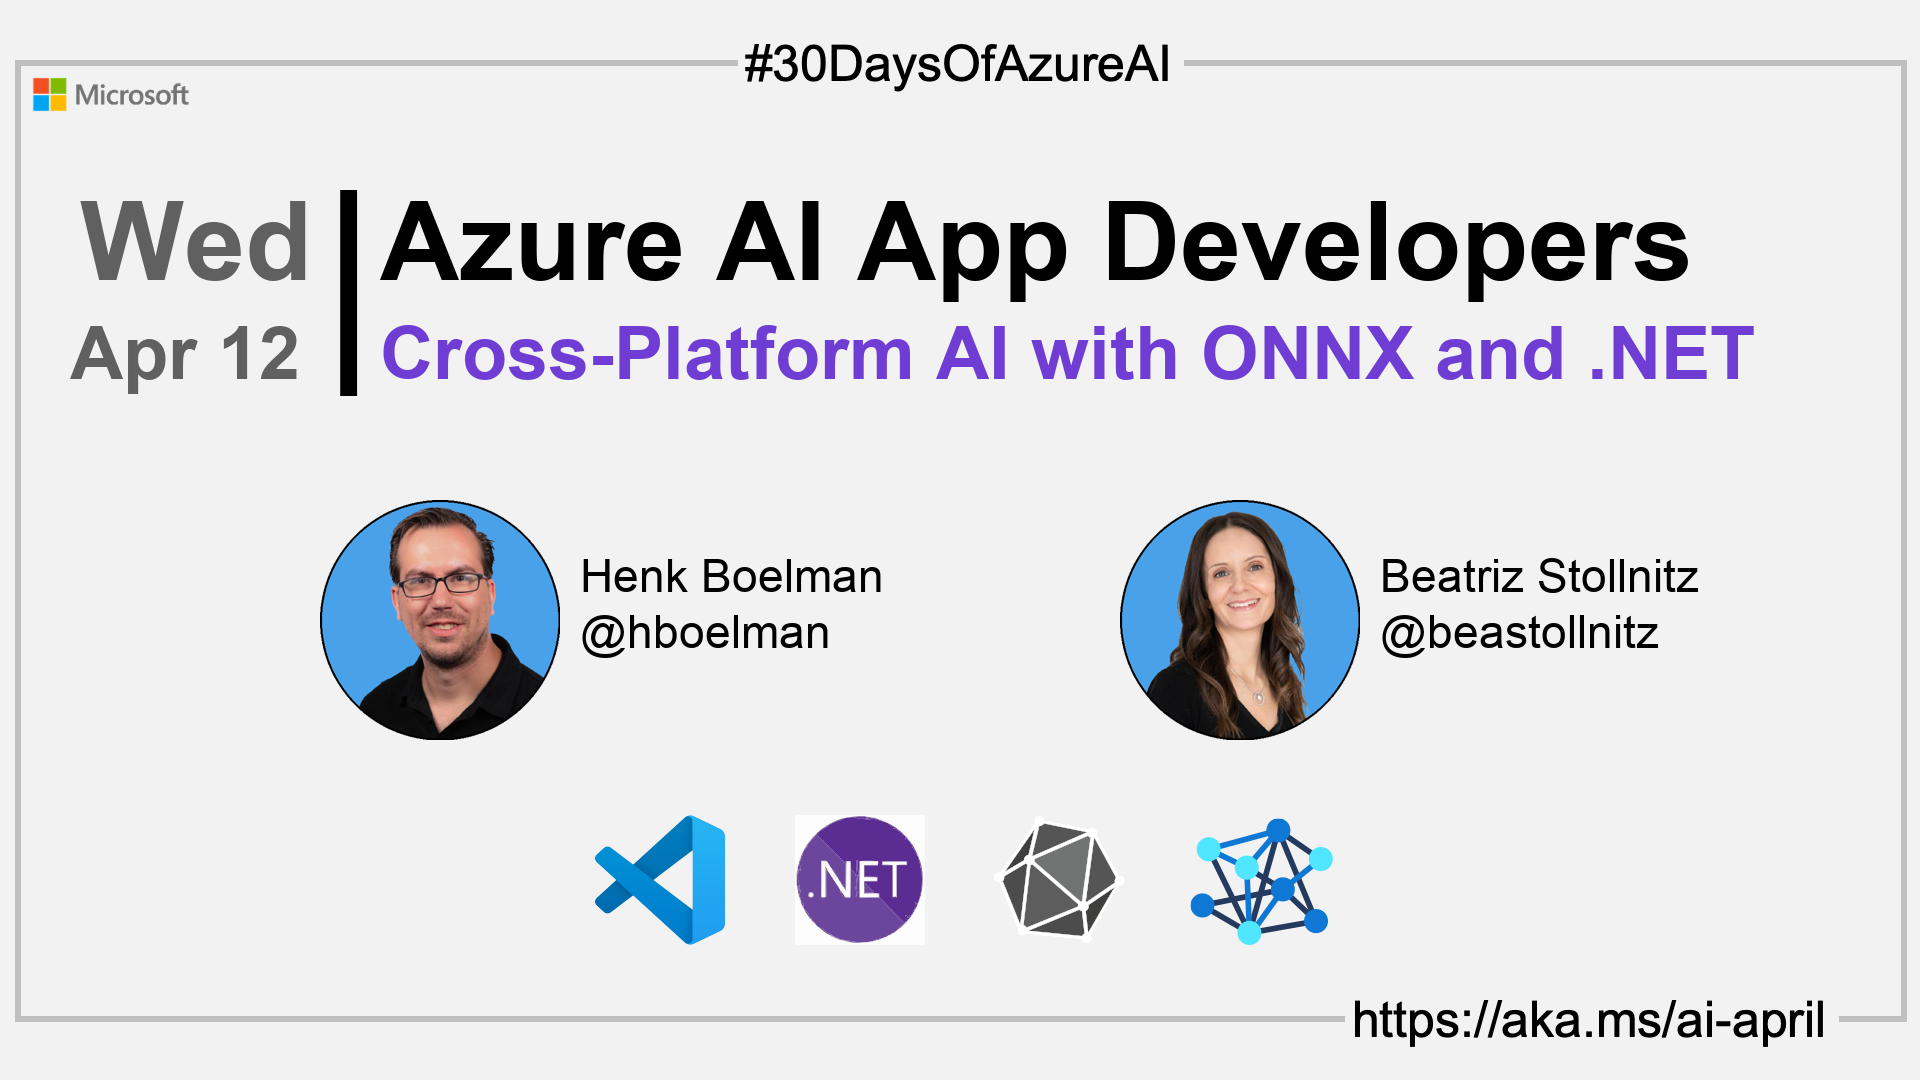 #30DaysOfAzureAI
Microsoft
Wed
Apr 12
Azure AI App Developers
Cross-Platform AI with ONNX and .NET
Henk Boelman
@hboelman
Beatriz Stollnitz
@beastollnitz
.NET
https://aka.ms/ai-april